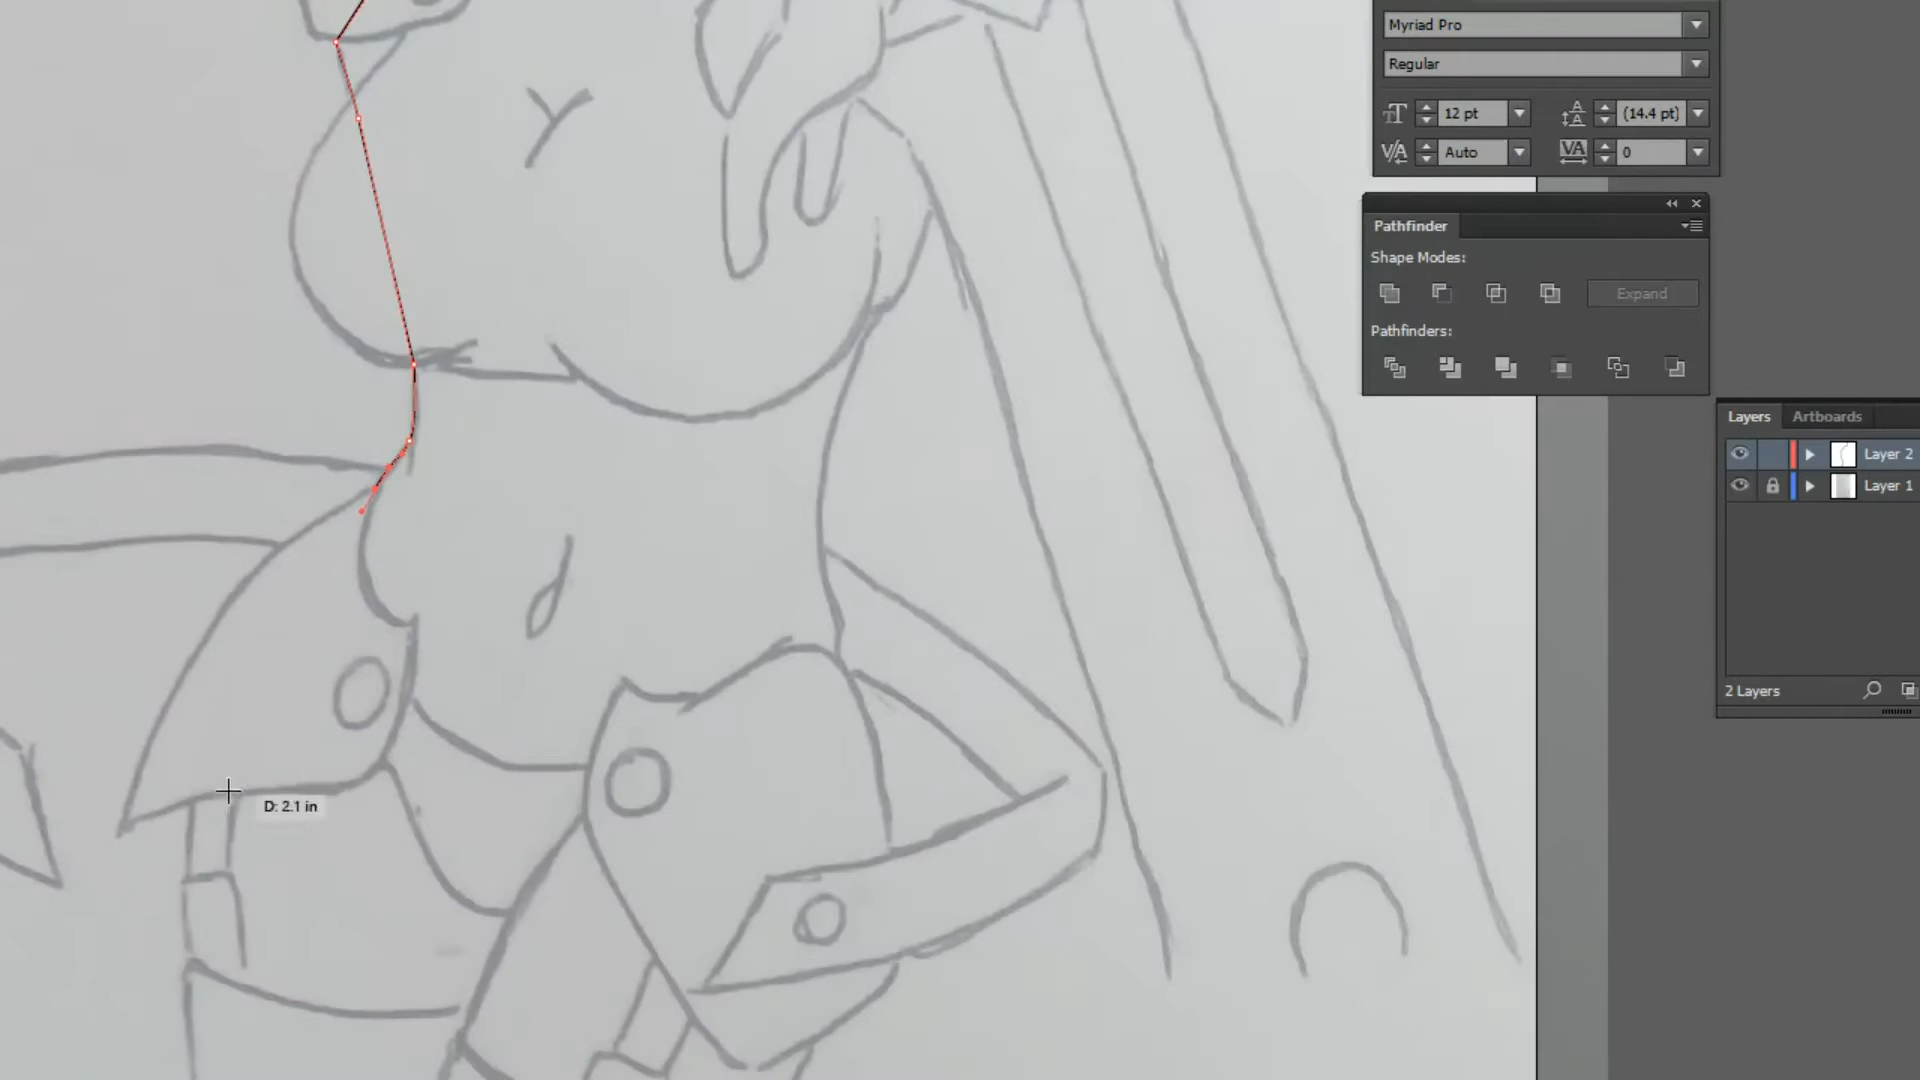 Myriad Pro
Regular
12 pt
(14.4 pt)
Auto
0
Pathfinder
Shape Modes:
Expand
Pathfinders:
Layers Artboards
Layer 2
Layer 1
2 Layers
D: 2.1 in